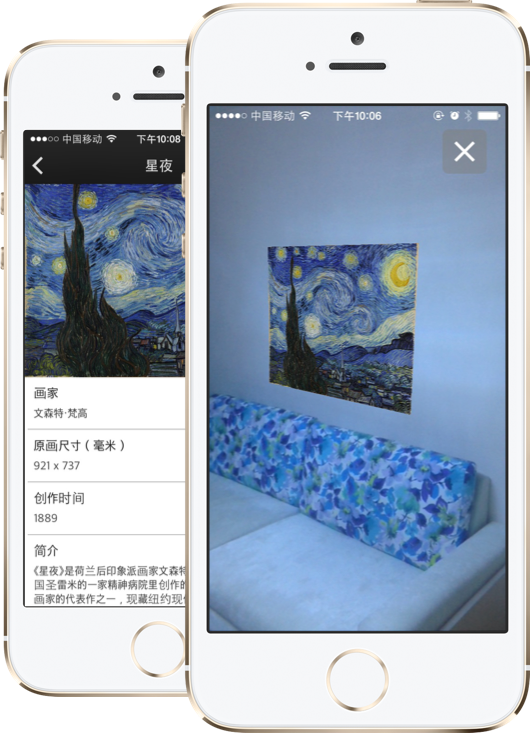 中国移动 下午10:08
星夜
画家
文森特·梵高
原画尺寸（毫米）
921 x 737
创作时间
1889
简介
《星夜》是荷兰后印象派画家文森特
国圣雷米的一家精神病院里创作的
画家的代表作之一，现藏纽约现
中国移动 下午10:06